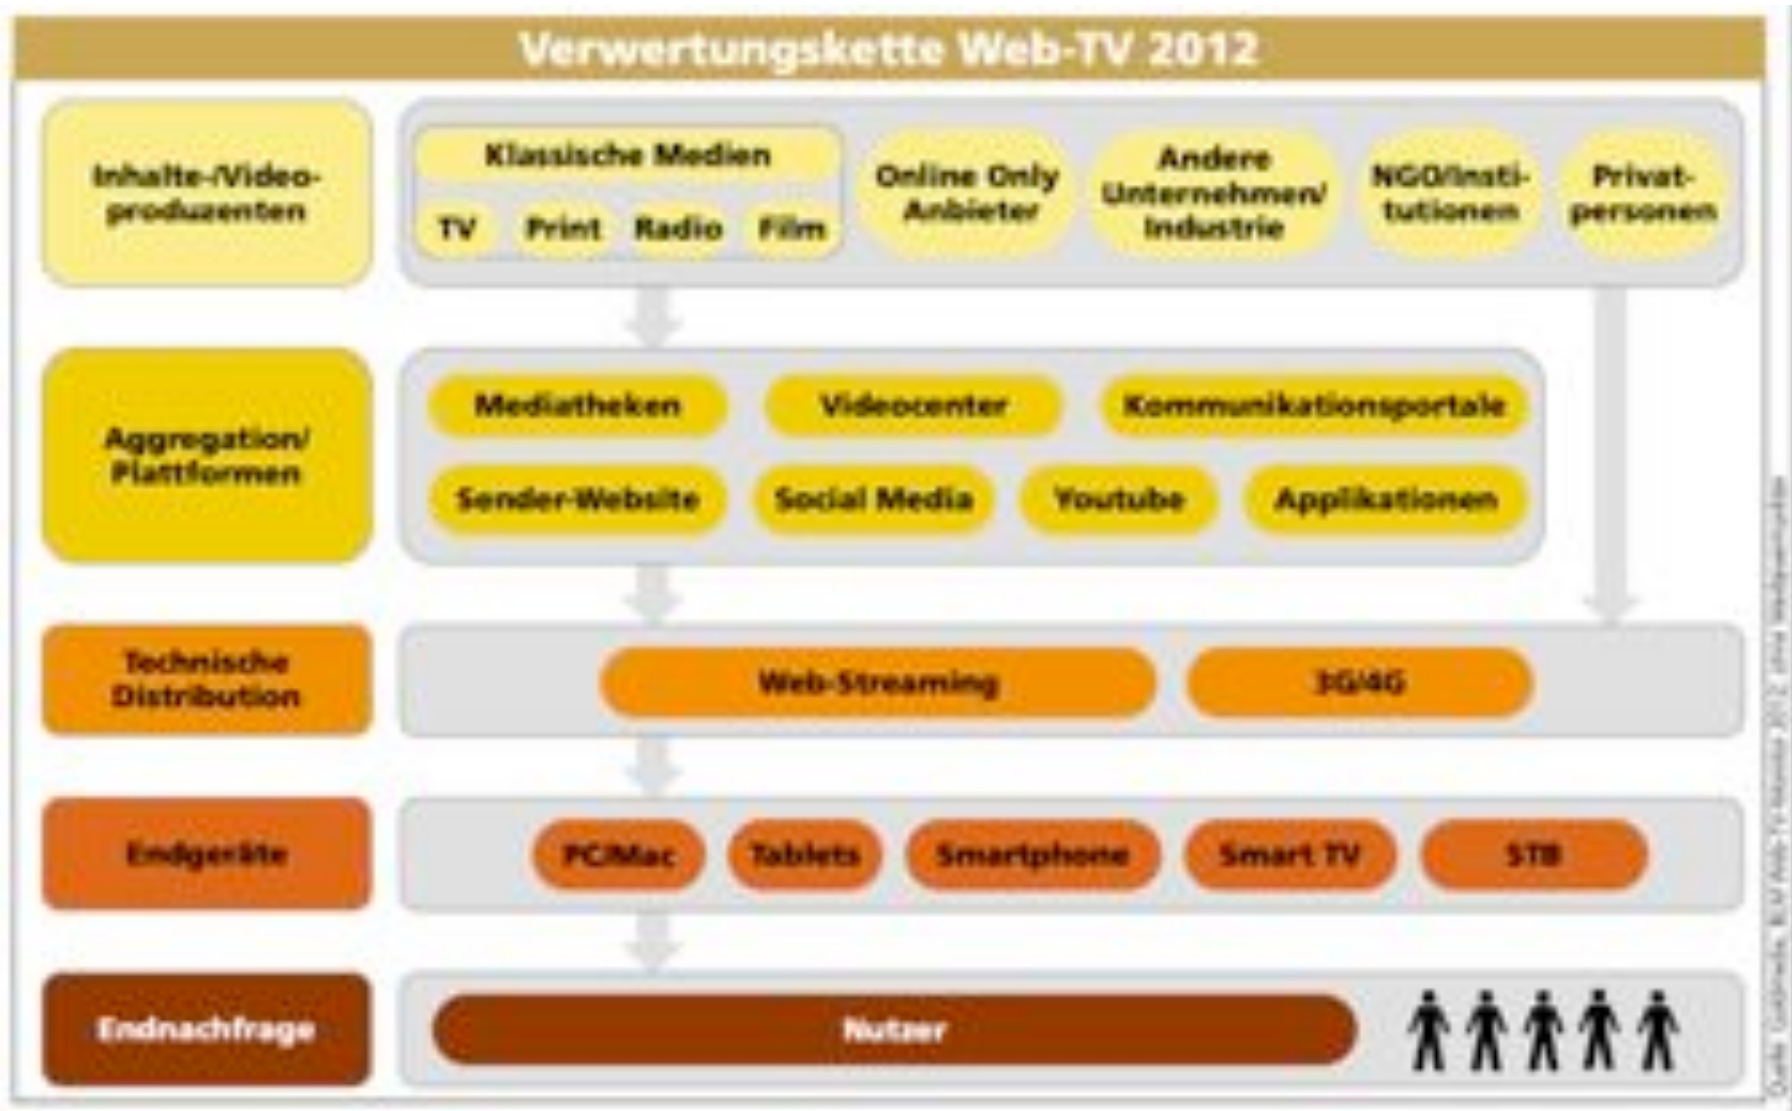 Verwertungskette Web-TV 2012
Inhalte-/Video-
produzenten
Klassische Medien
TV
Print
Radio
Film
Online Only
Anbieter
Andere
Unternehmen/
Industrie
NGO/Insti-
tutionen
Privat-
personen
Aggregation/
Plattformen
Mediatheken
Videocenter
Kommunikationsportale
Sender-Website
Social Media
Youtube
Applikationen
Technische
Distribution
Web-Streaming
3G/4G
Endgeräte
PC/Mac
Tablets
Smartphone
Smart TV
STB
Endnachfrage
Nutzer